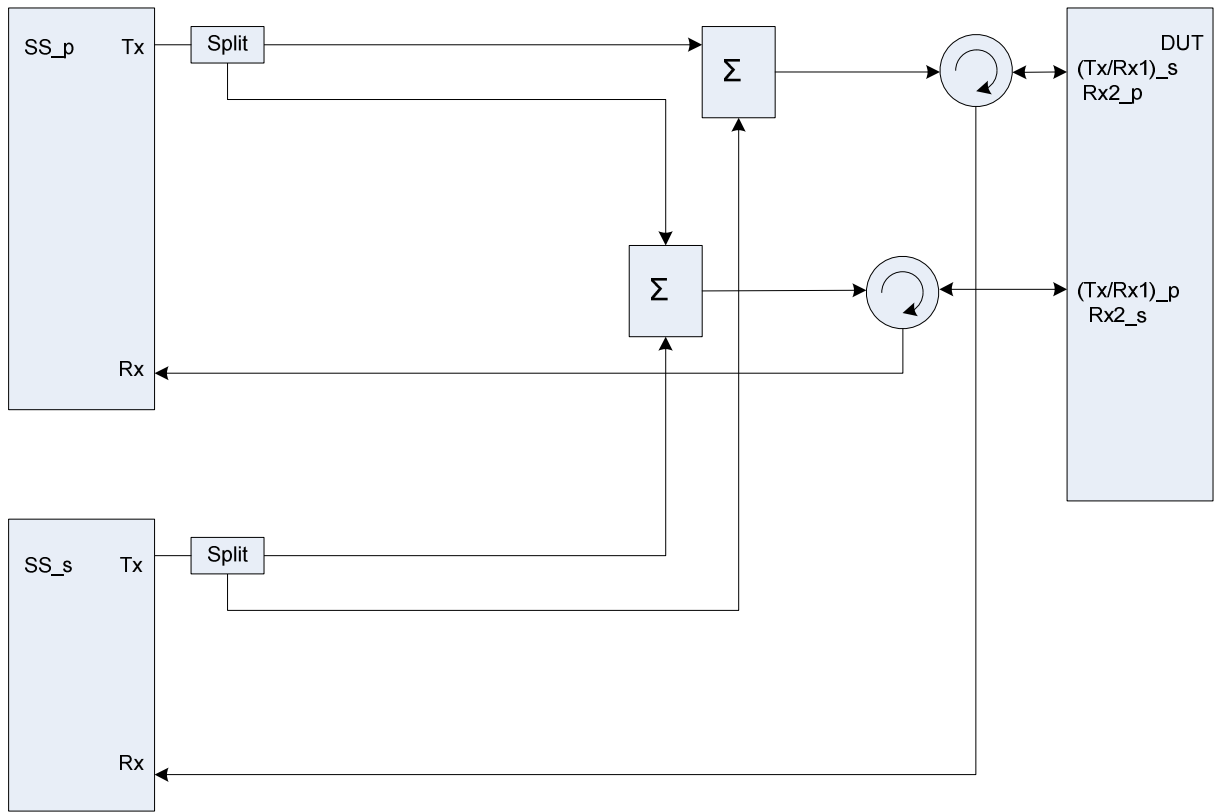 SS_p
Tx
Split
Σ
DUT
(Tx/Rx1)_s
Rx2_p
Σ
(Tx/Rx1)_p
Rx2_s
Rx
SS_s
Tx
Split
Rx